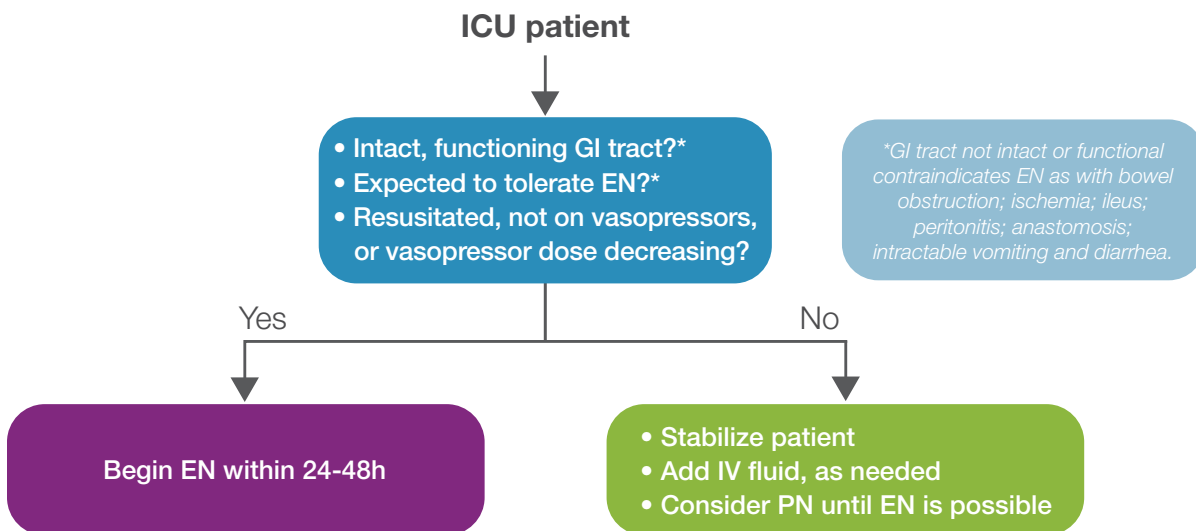 ICU patient
• Intact, functioning GI tract?*
• Expected to tolerate EN?*
• Resusitated, not on vasopressors,
or vasopressor dose decreasing?
*GI tract not intact or functional
contraindicates EN as with bowel
obstruction; ischemia; ileus;
peritonitis; anastomosis;
intractable vomiting and diarrhea.
Yes
No
Begin EN within 24-48h
• Stabilize patient
• Add IV fluid, as needed
• Consider PN until EN is possible